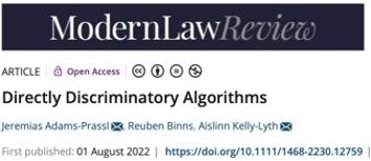 ModernLawReview
ARTICLE | Open Access |
Directly Discriminatory Algorithms
Jeremias Adams-Prassl, Reuben Binns, Aislinn Kelly-Lyth
First published: 01 August 2022 | https://doi.org/10.1111/1468-2230.12759 |